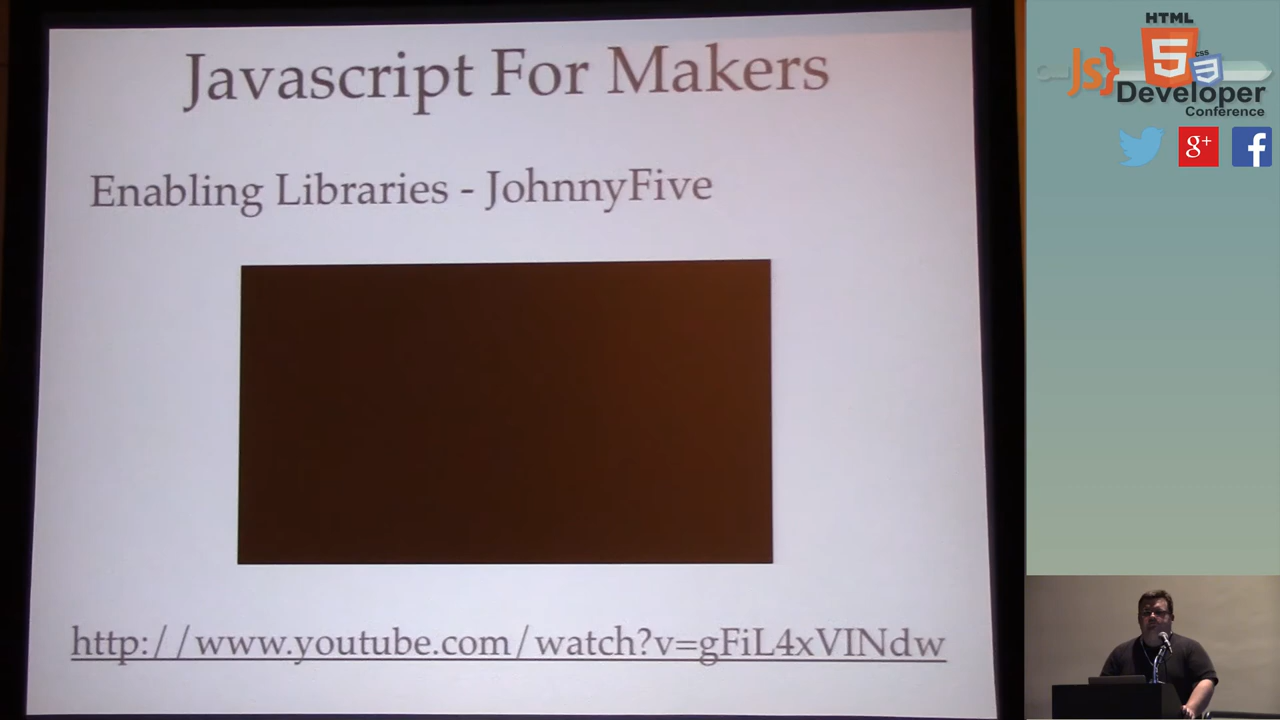 Javascript For Makers
Enabling Libraries - JohnnyFive
http://www.youtube.com/watch?v=gFiL4xVINdw
HTML
5
JS}
css
3
Developer
Conference
g+
f